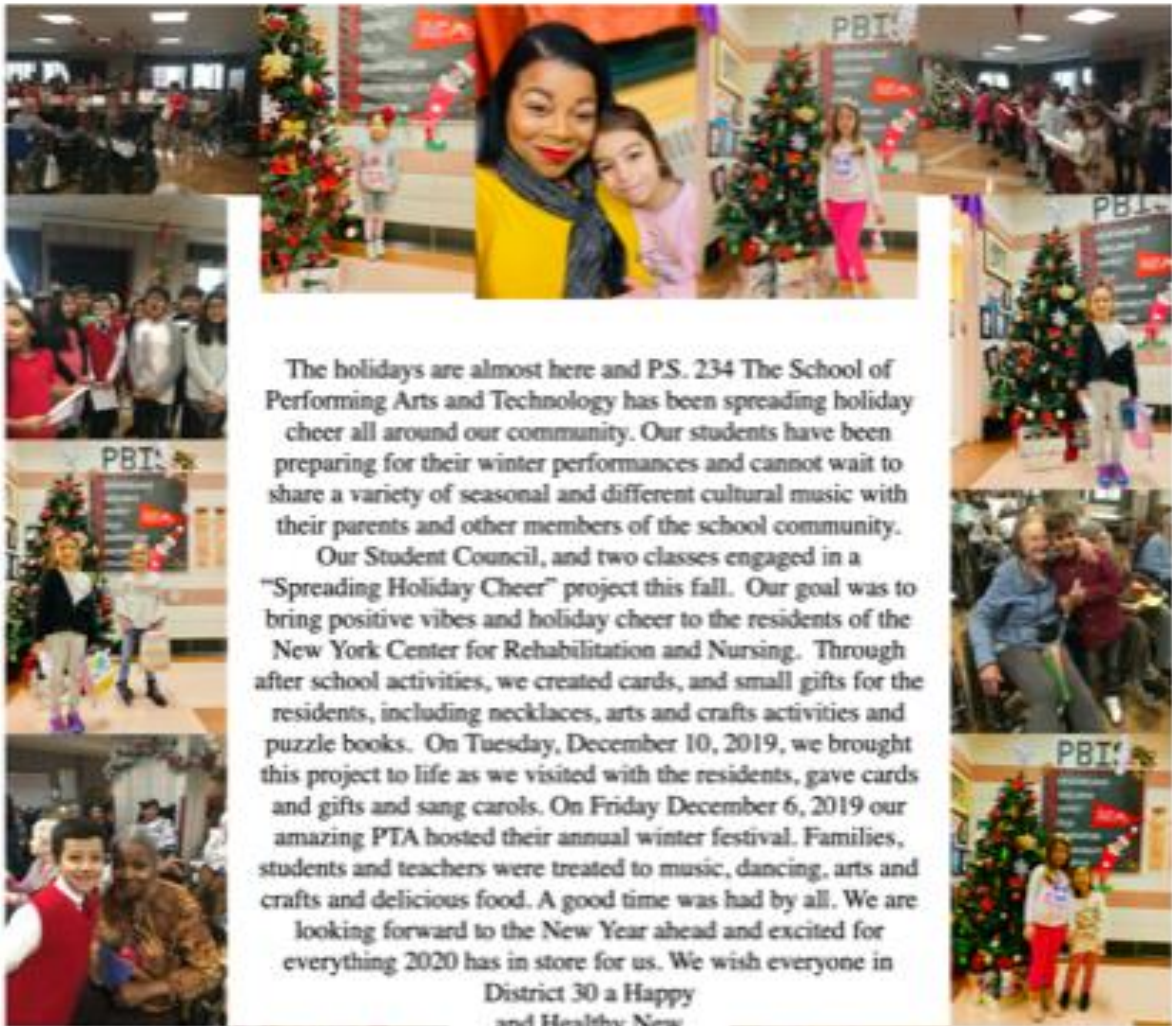 PBIS
PBIS
The holidays are almost here and P.S. 234 The School of
Performing Arts and Technology has been spreading holiday
cheer all around our community. Our students have been
preparing for their winter performances and cannot wait to
share a variety of seasonal and different cultural music with
their parents and other members of the school community.
Our Student Council, and two classes engaged in a
“Spreading Holiday Cheer” project this fall. Our goal was to
bring positive vibes and holiday cheer to the residents of the
New York Center for Rehabilitation and Nursing. Through
after school activities, we created cards, and small gifts for the
residents, including necklaces, arts and crafts activities and
puzzle books. On Tuesday, December 10, 2019, we brought
this project to life as we visited with the residents, gave cards
and gifts and sang carols. On Friday December 6, 2019 our
amazing PTA hosted their annual winter festival. Families,
students and teachers were treated to music, dancing, arts and
crafts and delicious food. A good time was had by all. We are
looking forward to the New Year ahead and excited for
everything 2020 has in store for us. We wish everyone in
District 30 a Happy
and Healthy New
PBIS
PBIS